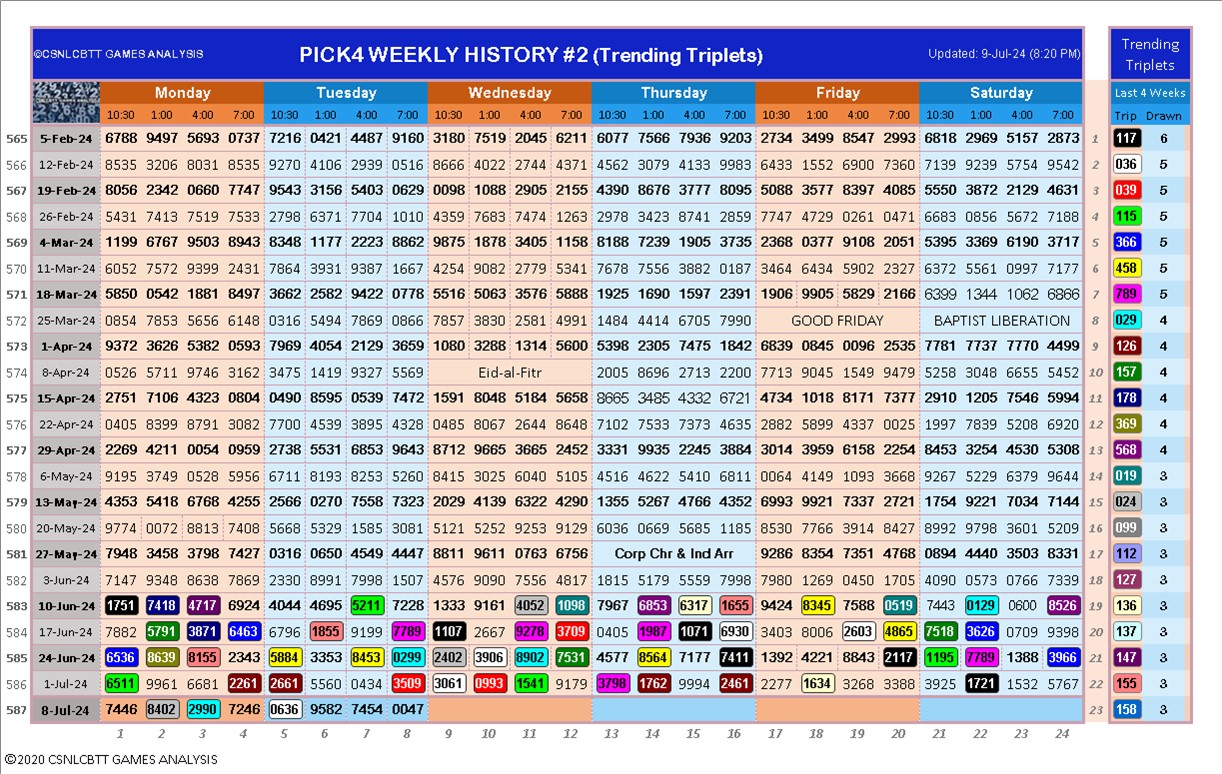 ©CSNLCBTT GAMES ANALYSIS PICK4 WEEKLY HISTORY #2 (Trending Triplets) Updated: 9-Jul-24 (8:20 PM) Trending Triplets
Monday Tuesday Wednesday Thursday Friday Saturday Last 4 Weeks
10:30 1:00 4:00 7:00 10:30 1:00 4:00 7:00 10:30 1:00 4:00 7:00 10:30 1:00 4:00 7:00 10:30 1:00 4:00 7:00 10:30 1:00 4:00 7:00 Trip Drawn
565 5-Feb-24 6788 9497 5693 0737 7216 0421 4487 9190 3180 7519 2045 6211 6077 7566 7936 9203 2734 3499 8547 2993 6818 2969 5157 2873 1 117 6
566 12-Feb-24 8535 3206 8031 8535 9270 4106 2939 0516 8666 4022 2744 4371 4562 3079 4133 9983 6433 1552 6900 7360 7139 9239 5754 9542 2 036 5
567 19-Feb-24 8056 2342 0660 7747 9543 3156 5403 0629 0098 1088 2905 2155 4390 8676 3777 8095 5088 3577 8397 4085 5550 3872 2129 4631 3 039 5
568 26-Feb-24 5431 7413 7519 7533 2798 6371 7704 1010 4359 7683 7474 1263 2978 3423 8741 2859 7747 4729 0261 0471 6683 0856 5672 7188 4 115 5
569 4-Mar-24 1199 6767 9503 8943 8348 1177 2223 8862 9875 1878 3405 1158 8188 7239 1905 3735 2368 0377 9108 2051 5395 3369 6190 3717 5 366 5
570 11-Mar-24 6052 7572 9399 2431 7864 3931 9387 1667 4254 9082 2779 5341 7678 7556 3882 0187 3464 6434 5902 2327 6372 5561 0997 7177 6 458 5
571 18-Mar-24 5850 0542 1881 8497 3662 2582 9422 0778 5516 5063 3576 5888 1925 1690 1597 2391 1906 9905 5829 2166 6399 1344 1062 6866 7 789 5
572 25-Mar-24 0854 7853 5656 6148 0316 5494 7869 0866 7857 3830 2581 4991 1484 4414 6705 7990 GOOD FRIDAY BAPTIST LIBERATION 8 029 4
573 1-Apr-24 9372 3626 5382 0593 7969 4054 2129 3659 1080 3288 1314 5600 5398 2305 7475 1842 6839 0845 0096 2535 7781 7737 7770 4499 9 126 4
574 8-Apr-24 0526 5711 9746 3162 3475 1419 9327 5569 Eid-al-Fitr 2005 8696 2713 2200 7713 9045 1549 9479 5258 3048 6655 5452 10 157 4
575 15-Apr-24 2751 7106 4323 0804 0490 8595 0539 7472 1591 8048 5184 5658 8665 3485 4332 6721 4734 1018 8171 7377 2910 1205 7546 5994 11 178 4
576 22-Apr-24 0405 8399 8791 3082 7700 4539 3895 4328 0485 8067 2644 8648 7102 7533 7373 4635 2882 5899 4337 0025 1997 7839 5208 6920 12 369 4
577 29-Apr-24 2269 4211 0054 0959 2738 5531 6853 9643 8712 9665 3665 2452 3331 9935 2245 3884 3014 3959 6158 2254 8453 3254 4530 5308 13 568 4
578 6-May-24 9195 3749 0528 5956 6711 8193 8253 5266 8415 3025 6040 5105 4516 4622 5410 6811 0064 4149 1093 3668 9267 5229 6379 9644 14 019 3
579 13-May-24 4353 5418 6768 4255 2566 0270 7558 7323 2029 4139 6322 4290 1355 5267 4766 4352 6993 9921 7337 2721 1754 9221 7034 7144 15 024 3
580 20-May-24 9774 0072 8813 7408 5668 5329 1585 3081 5121 5252 9253 9129 6036 0669 5685 1185 8530 7766 3914 8427 8992 9798 3601 5209 16 099 3
581 27-May-24 7948 3458 3798 7427 0316 0650 4549 4447 8811 9611 0763 6756 Corp Chr & Ind Arr 9286 8354 7351 4768 0894 4440 3503 8331 17 112 3
582 3-Jun-24 7147 9348 8638 7869 2330 8991 7998 1507 4576 9090 7556 4817 1815 5179 5559 7998 7980 1269 0450 1705 4090 0573 0766 7339 18 127 3
583 10-Jun-24 1751 7418 4717 6924 4044 4695 5211 7228 1333 9161 4052 1098 7967 6853 6317 1655 9424 8345 7588 0519 7443 0129 0600 8526 19 136 3
584 17-Jun-24 7882 5791 3871 6463 6796 1855 9199 7789 1107 2667 9278 3709 0405 1987 1071 6930 3403 8006 2603 4865 7518 3626 0709 9398 20 137 3
585 24-Jun-24 6536 8639 8155 2343 5884 3353 8453 0299 2402 3906 8902 7531 4577 8564 7177 7411 1392 4221 8843 2117 1195 7789 1388 3966 21 147 3
586 1-Jul-24 6511 9961 6681 2261 2661 5560 0434 3509 3061 0993 1541 9179 3798 1762 9994 2461 2277 1634 3268 3388 3925 1721 1535 5767 22 155 3
587 8-Jul-24 7446 8402 2990 7246 0636 9582 7454 0047 23 158 3
1 2 3 4 5 6 7 8 9 10 11 12 13 14 15 16 17 18 19 20 21 22 23 24
©2020 CSNLCBTT GAMES ANALYSIS